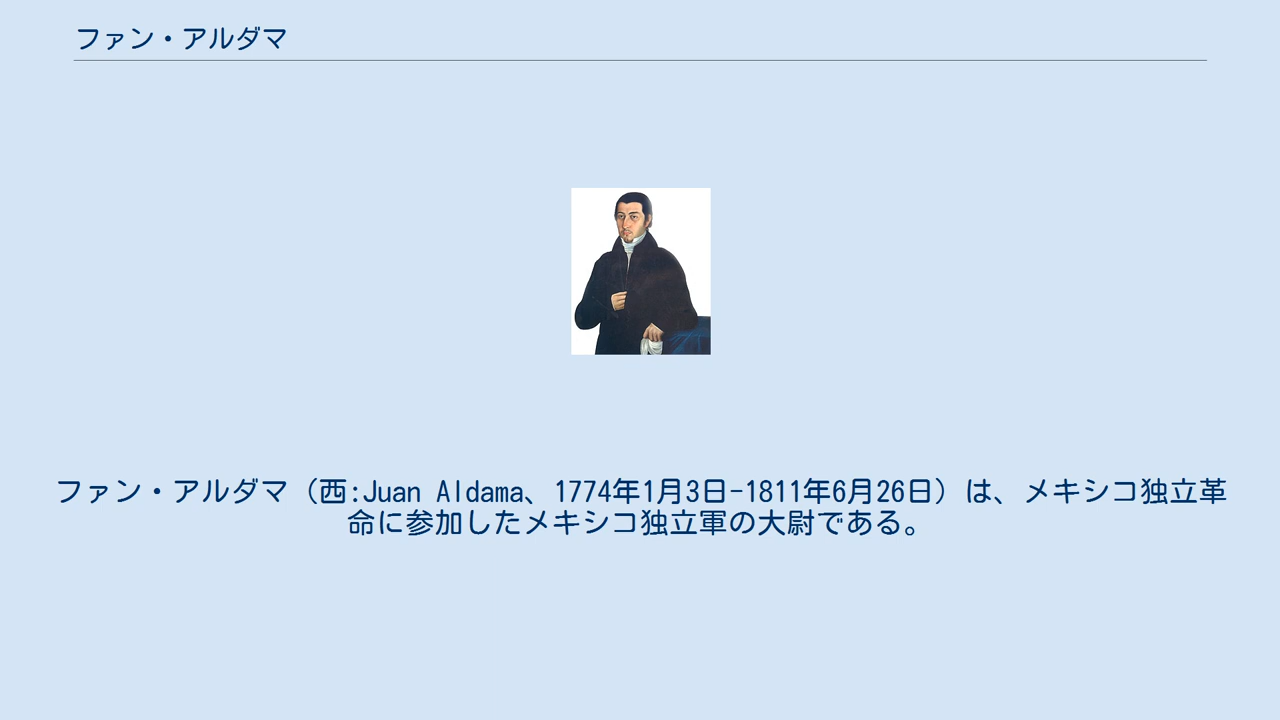 ファン・アルダマ
ファン・アルダマ（西:Juan Aldama、1774年1月3日-1811年6月26日）は、メキシコ独立革
命に参加したメキシコ独立軍の大尉である。